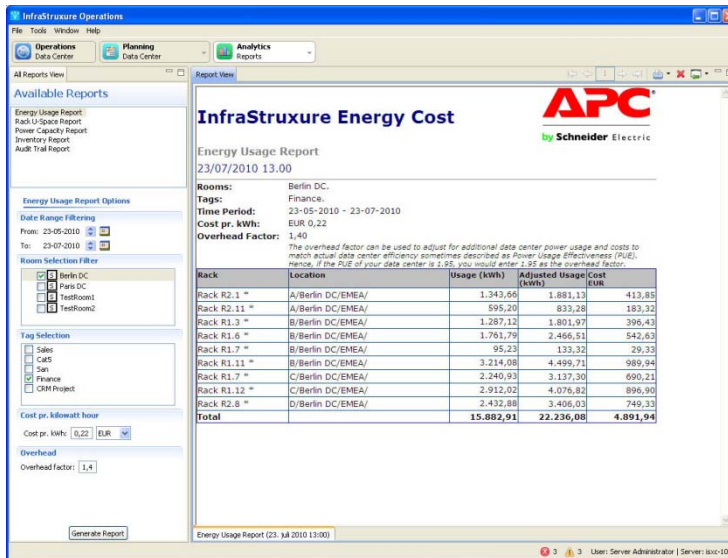 InfraStruxure Operations
File Tools Window Help
Operations
Data Center
Planning
Data Center
Analytics
Reports
All Reports View
Available Reports
Energy Usage Report
Rack U-Space Report
Power Capacity Report
Inventory Report
Audit Trail Report
Energy Usage Report Options
Date Range Filtering
From: 23-05-2010
To: 23-07-2010
Room Selection Filter
Berlin DC
Paris DC
TestRoom1
TestRoom2
Tag Selection
Sales
Cat5
San
Finance
CRM Project
Cost pr. kilowatt hour
Cost pr. kWh: 0,22 EUR
Overhead
Overhead factor: 1,4
Generate Report
Report View
1
InfraStruxure Energy Cost
APC
by Schneider Electric
Energy Usage Report
23/07/2010 13.00
Rooms: Berlin DC.
Tags: Finance.
Time Period: 23-05-2010 - 23-07-2010
Cost pr. kWh: EUR 0,22
Overhead Factor: 1,40
The overhead factor can be used to adjust for additional data center power usage and costs to
match actual data center efficiency sometimes described as Power Usage Effectiveness (PUE).
Hence, if the PUE of your data center is 1.95, you would enter 1.95 as the overhead factor.
Rack Location Usage (kWh) Adjusted Usage (kWh) Cost EUR
Rack R2.1 * A/Berlin DC/EMEA/ 1.343,66 1.881,13 413,85
Rack R2.11 * A/Berlin DC/EMEA/ 595,20 833,28 183,32
Rack R1.3 * B/Berlin DC/EMEA/ 1.287,12 1.801,97 396,43
Rack R1.6 * B/Berlin DC/EMEA/ 1.761,79 2.466,51 542,63
Rack R1.7 * B/Berlin DC/EMEA/ 95,23 133,32 29,33
Rack R1.11 * B/Berlin DC/EMEA/ 3.214,08 4.499,71 989,94
Rack R1.7 * C/Berlin DC/EMEA/ 2.240,93 3.137,30 690,21
Rack R1.12 * C/Berlin DC/EMEA/ 2.912,02 4.076,82 896,90
Rack R2.8 * D/Berlin DC/EMEA/ 2.432,88 3.406,03 749,33
Total 15.882,91 22.236,08 4.891,94
Energy Usage Report (23. juli 2010 13:00)
3 3 User: Server Administrator | Server: